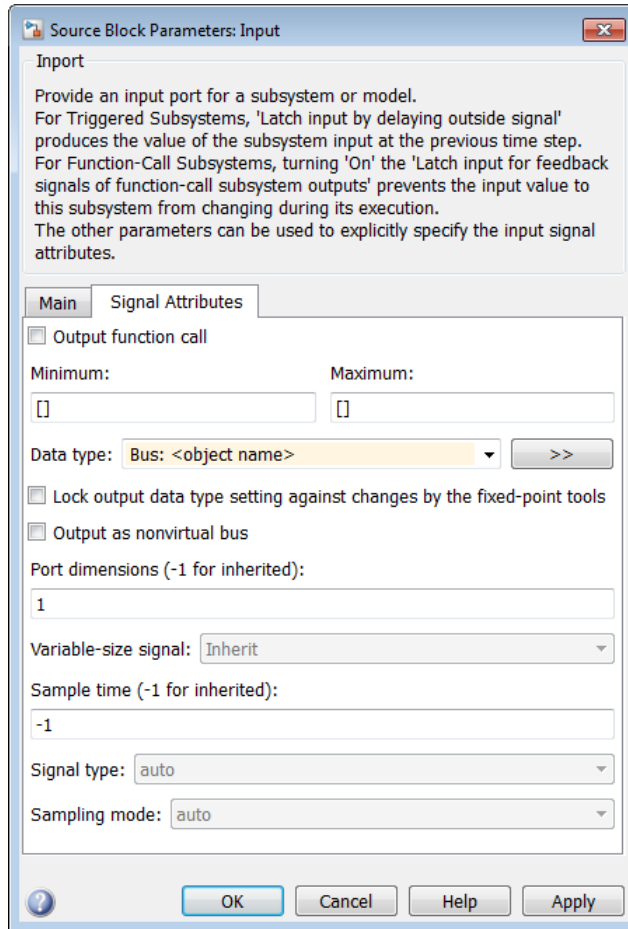 Source Block Parameters: Input
Inport
Provide an input port for a subsystem or model.
For Triggered Subsystems, 'Latch input by delaying outside signal'
produces the value of the subsystem input at the previous time step.
For Function-Call Subsystems, turning 'On' the 'Latch input for feedback
signals of function-call subsystem outputs' prevents the input value to
this subsystem from changing during its execution.
The other parameters can be used to explicitly specify the input signal
attributes.
Main Signal Attributes
Output function call
Minimum: Maximum:
[] []
Data type: Bus: <object name> >>
Lock output data type setting against changes by the fixed-point tools
Output as nonvirtual bus
Port dimensions (-1 for inherited):
1
Variable-size signal: Inherit
Sample time (-1 for inherited):
-1
Signal type: auto
Sampling mode: auto
OK Cancel Help Apply